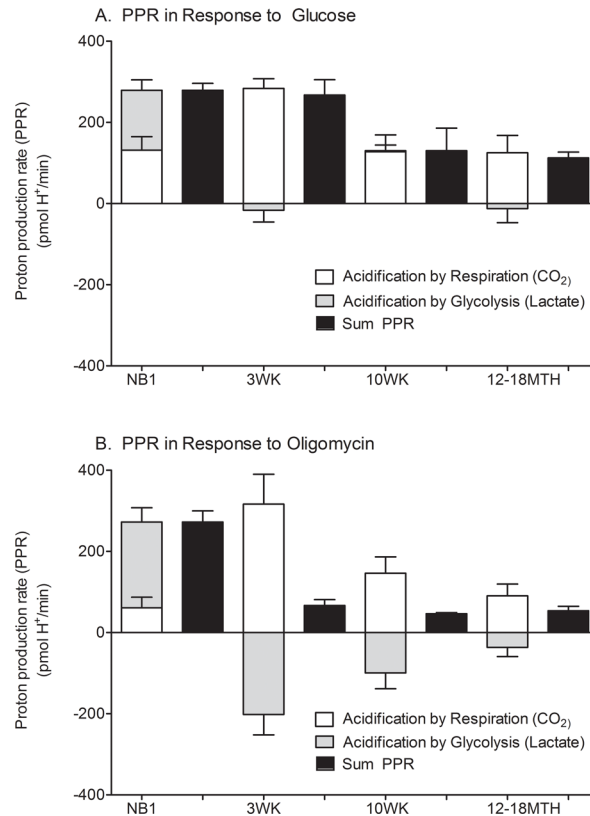 A. PPR in Response to Glucose
Proton production rate (PPR)
(pmol H⁺/min)
400
200
0
-200
-400
Acidification by Respiration (CO₂)
Acidification by Glycolysis (Lactate)
Sum PPR
NB1 3WK 10WK 12-18MTH
B. PPR in Response to Oligomycin
Proton production rate (PPR)
(pmol H⁺/min)
400
200
0
-200
-400
Acidification by Respiration (CO₂)
Acidification by Glycolysis (Lactate)
Sum PPR
NB1 3WK 10WK 12-18MTH